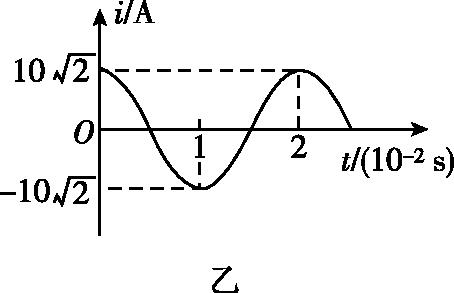 i/A
10√2
O
1
2
t/(10⁻² s)
–10√2
乙